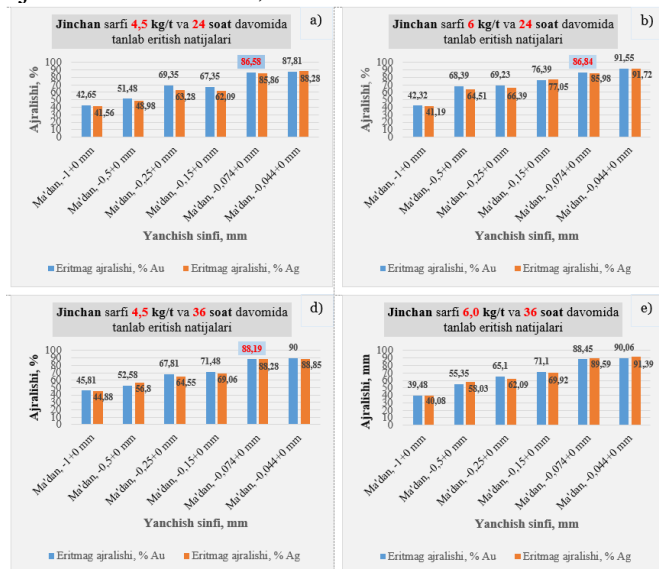 Jinchan sarfi 4,5 kg/t va 24 soat davomida
tanlab eritish natijalari
a)
Ajralishi, %
100
90
80
70
60
50
40
30
20
10
0
42,65
41,56
51,48
48,98
69,35
63,28
67,35
62,09
86,58
85,86
87,81
88,28
Ma'dan, -1+0 mm
Ma'dan, -0,5+0 mm
Ma'dan, -0,25+0 mm
Ma'dan, -0,15+0 mm
Ma'dan, -0,074+0 mm
Ma'dan, -0,044+0 mm
Yanchish sinfi, mm
Eritmag ajralishi, % Au
Eritmag ajralishi, % Ag
Jinchan sarfi 6 kg/t va 24 soat davomida
tanlab eritish natijalari
b)
Ajralishi, %
100
90
80
70
60
50
40
30
20
10
0
42,32
41,19
68,39
64,51
69,23
66,39
76,39
77,05
86,84
85,98
91,55
91,72
Ma'dan, -1+0 mm
Ma'dan, -0,5+0 mm
Ma'dan, -0,25+0 mm
Ma'dan, -0,15+0 mm
Ma'dan, -0,074+0 mm
Ma'dan, -0,044+0 mm
Yanchish sinfi, mm
Eritmag ajralishi, % Au
Eritmag ajralishi, % Ag
Jinchan sarfi 4,5 kg/t va 36 soat davomida
tanlab eritish natijalari
d)
Ajralishi, %
100
90
80
70
60
50
40
30
20
10
0
45,81
44,88
52,58
56,8
67,81
64,55
71,48
69,06
88,19
88,28
90
88,85
Ma'dan, -1+0 mm
Ma'dan, -0,5+0 mm
Ma'dan, -0,25+0 mm
Ma'dan, -0,15+0 mm
Ma'dan, -0,074+0 mm
Ma'dan, -0,044+0 mm
Yanchish sinfi, mm
Eritmag ajralishi, % Au
Eritmag ajralishi, % Ag
Jinchan sarfi 6,0 kg/t va 36 soat davomida
tanlab eritish natijalari
e)
Ajralishi, mm
100
90
80
70
60
50
40
30
20
10
0
39,48
40,08
55,35
58,03
65,1
62,09
71,1
69,92
88,45
89,59
90,06
91,39
Ma'dan, -1+0 mm
Ma'dan, -0,5+0 mm
Ma'dan, -0,25+0 mm
Ma'dan, -0,15+0 mm
Ma'dan, -0,074+0 mm
Ma'dan, -0,044+0 mm
Yanchish sinfi, mm
Eritmag ajralishi, % Au
Eritmag ajralishi, % Ag